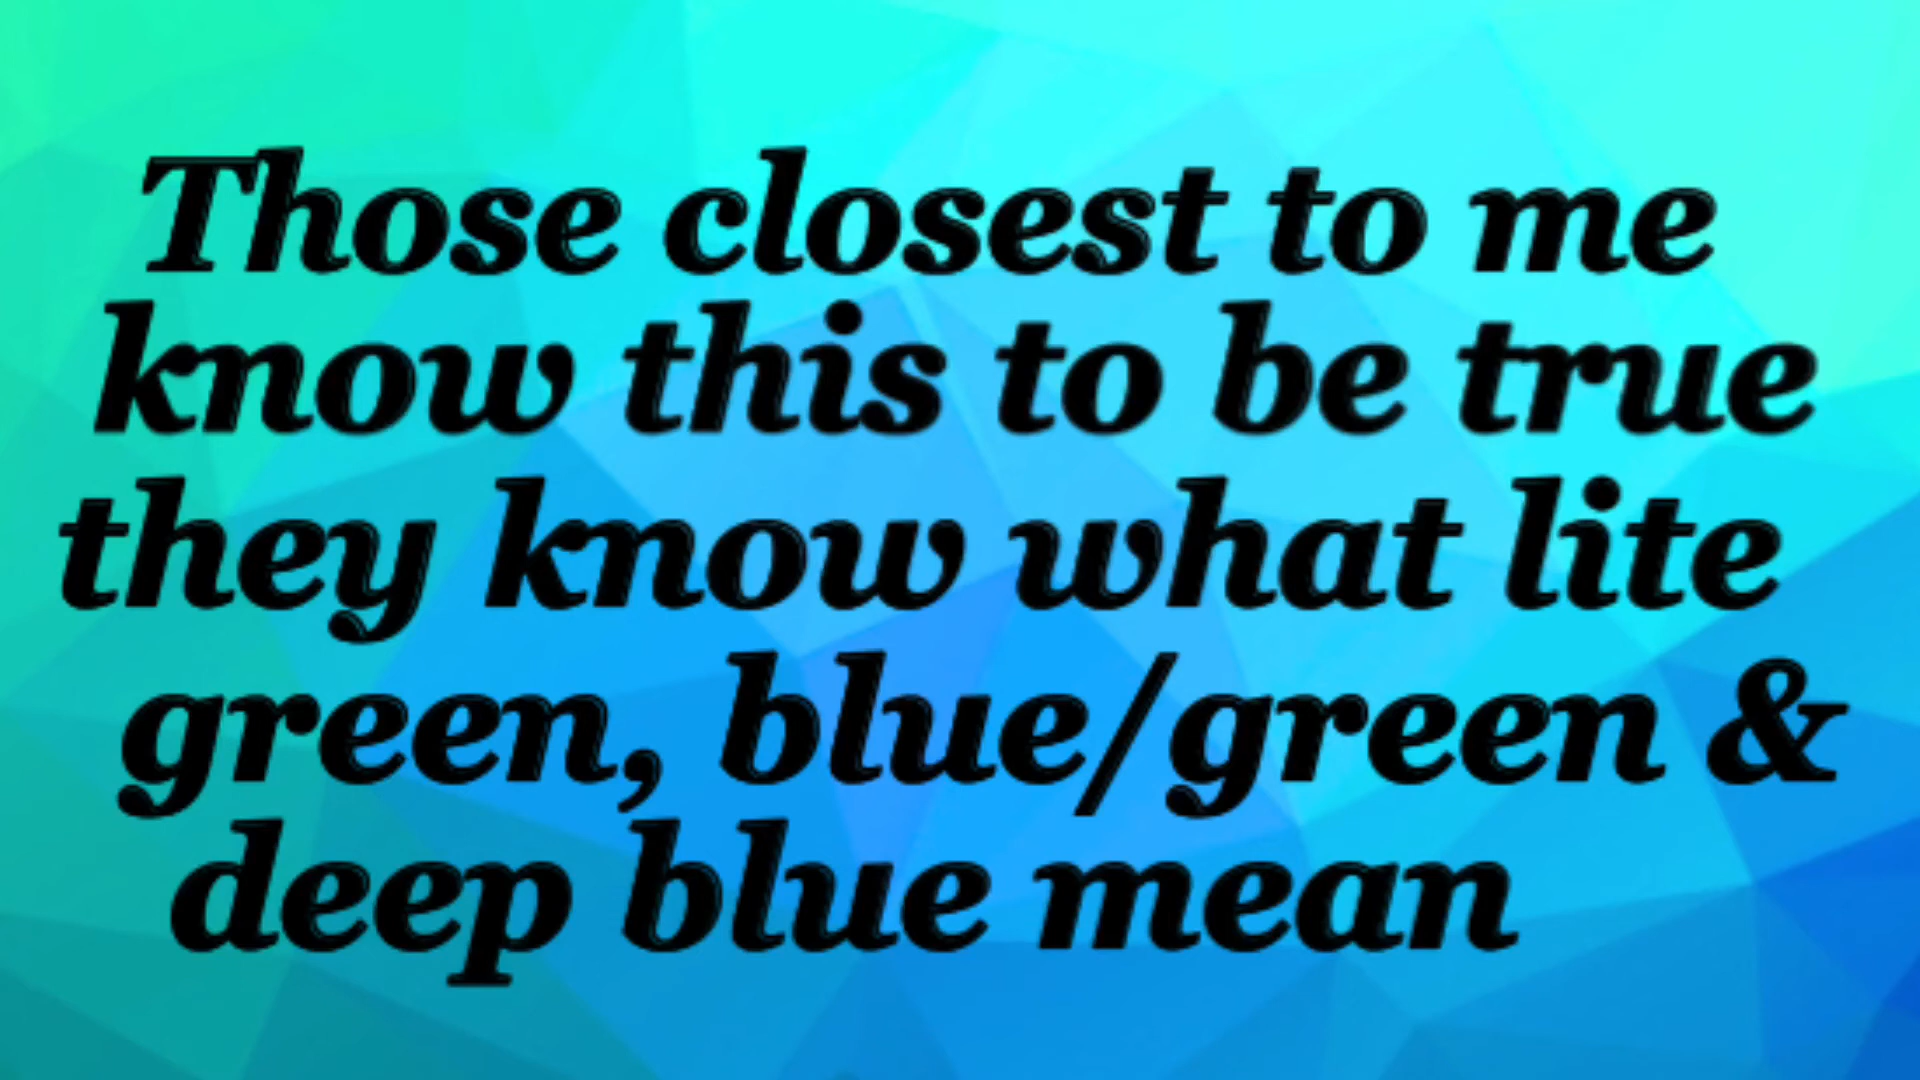 Those closest to me
know this to be true
they know what lite
green, blue/green &
deep blue mean